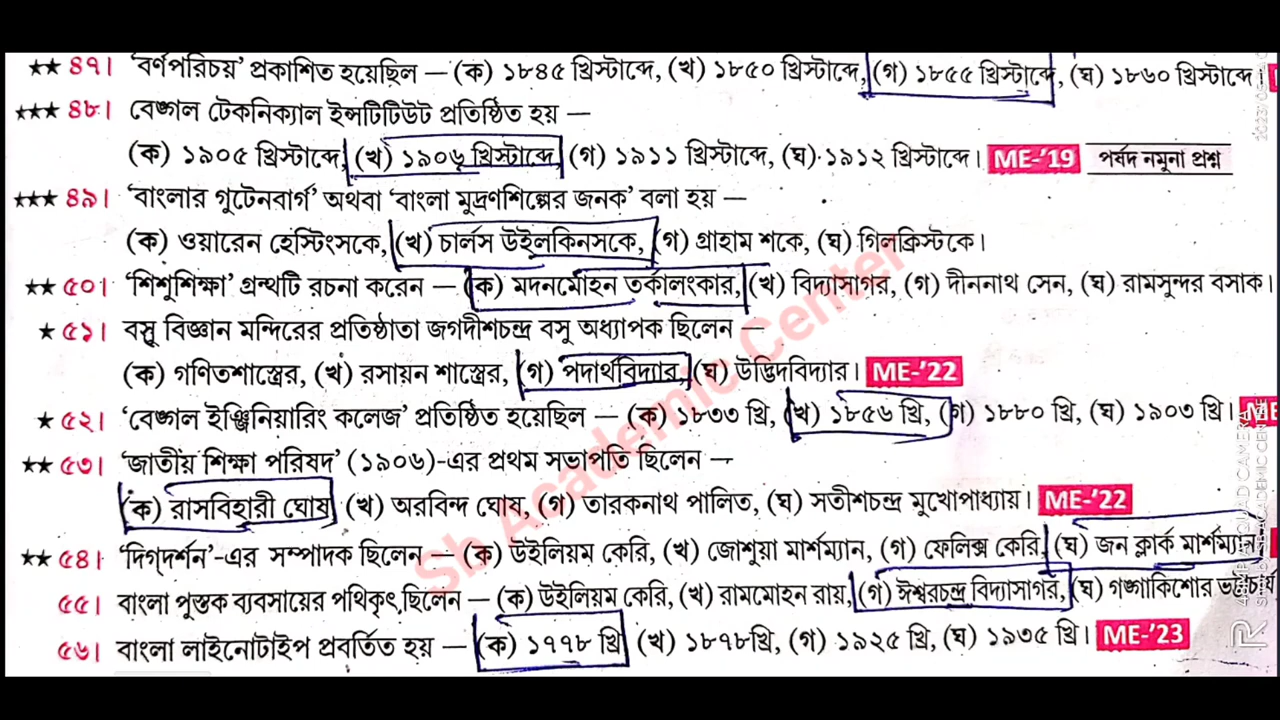 ★★ ৪৭। ‘বর্ণপরিচয়’ প্রকাশিত হয়েছিল — (ক) ১৮৪৫ খ্রিস্টাব্দে, (খ) ১৮৫০ খ্রিস্টাব্দে, (গ) ১৮৫৫ খ্রিস্টাব্দে, (ঘ) ১৮৬০ খ্রিস্টাব্দে।
★★★ ৪৮। বেঙ্গল টেকনিক্যাল ইন্সটিটিউট প্রতিষ্ঠিত হয় —
(ক) ১৯০৫ খ্রিস্টাব্দে, (খ) ১৯০৬ খ্রিস্টাব্দে, (গ) ১৯১১ খ্রিস্টাব্দে, (ঘ) ১৯১২ খ্রিস্টাব্দে। ME-’19 পর্ষদ নমুনা প্রশ্ন
★★★ ৪৯। ‘বাংলার গুটেনবার্গ’ অথবা ‘বাংলা মুদ্রণশিল্পের জনক’ বলা হয় —
(ক) ওয়ারেন হেস্টিংসকে, (খ) চার্লস উইলকিনসকে, (গ) গ্রাহাম শকে, (ঘ) গিলক্রিস্টকে।
★★ ৫০। ‘শিশুশিক্ষা’ গ্রন্থটি রচনা করেন — (ক) মদনমোহন তর্কালংকার, (খ) বিদ্যাসাগর, (গ) দীননাথ সেন, (ঘ) রামসুন্দর বসাক।
★ ৫১। বসু বিজ্ঞান মন্দিরের প্রতিষ্ঠাতা জগদীশচন্দ্র বসু অধ্যাপক ছিলেন —
(ক) গণিতশাস্ত্রের, (খ) রসায়ন শাস্ত্রের, (গ) পদার্থবিদ্যার, (ঘ) উদ্ভিদবিদ্যার। ME-’22
★ ৫২। ‘বেঙ্গল ইঞ্জিনিয়ারিং কলেজ’ প্রতিষ্ঠিত হয়েছিল — (ক) ১৮৩৩ খ্রি, (খ) ১৮৫৬ খ্রি, (গ) ১৮৮০ খ্রি, (ঘ) ১৯০৩ খ্রি। ME
★★ ৫৩। ‘জাতীয় শিক্ষা পরিষদ’ (১৯০৬)-এর প্রথম সভাপতি ছিলেন —
(ক) রাসবিহারী ঘোষ, (খ) অরবিন্দ ঘোষ, (গ) তারকনাথ পালিত, (ঘ) সতীশচন্দ্র মুখোপাধ্যায়। ME-’22
★★ ৫৪। ‘দিগ্‌দর্শন’-এর সম্পাদক ছিলেন — (ক) উইলিয়ম কেরি, (খ) জোশুয়া মার্শম্যান, (গ) ফেলিক্স কেরি, (ঘ) জন ক্লার্ক মার্শম্যান
৫৫। বাংলা পুস্তক ব্যবসায়ের পথিকৃৎ ছিলেন — (ক) উইলিয়ম কেরি, (খ) রামমোহন রায়, (গ) ঈশ্বরচন্দ্র বিদ্যাসাগর, (ঘ) গঙ্গাকিশোর ভট্টাচার্য
৫৬। বাংলা লাইনোটাইপ প্রবর্তিত হয় — (ক) ১৭৭৮ খ্রি (খ) ১৮৭৮খ্রি, (গ) ১৯২৫ খ্রি, (ঘ) ১৯৩৫ খ্রি। ME-’23
Sb Academic Center